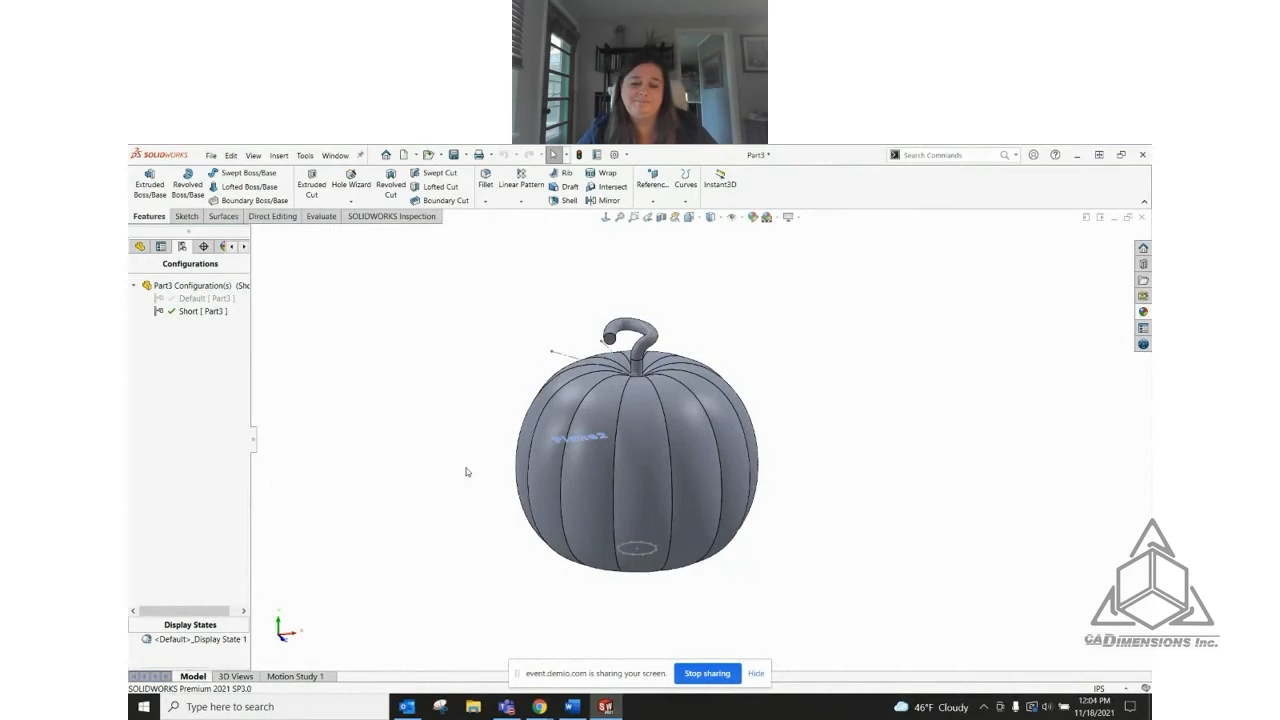 SOLIDWORKS File Edit View Insert Tools Window Part3 * Search Commands
Extruded Boss/Base
Revolved Boss/Base
Swept Boss/Base
Lofted Boss/Base
Boundary Boss/Base
Extruded Cut
Hole Wizard
Revolved Cut
Swept Cut
Lofted Cut
Boundary Cut
Fillet
Linear Pattern
Rib
Draft
Shell
Wrap
Intersect
Mirror
Referenc...
Curves
Instant3D
Features Sketch Surfaces Direct Editing Evaluate SOLIDWORKS Inspection
Configurations
Part3 Configuration(s) (Sho
Default [ Part3 ]
Short [ Part3 ]
Plane2
Display States
<Default>_Display State 1
Model 3D Views Motion Study 1
SOLIDWORKS Premium 2021 SP3.0
IPS
event.demio.com is sharing your screen. Stop sharing Hide
CADIMENSIONS Inc.
Type here to search
46°F Cloudy
12:04 PM
11/18/2021